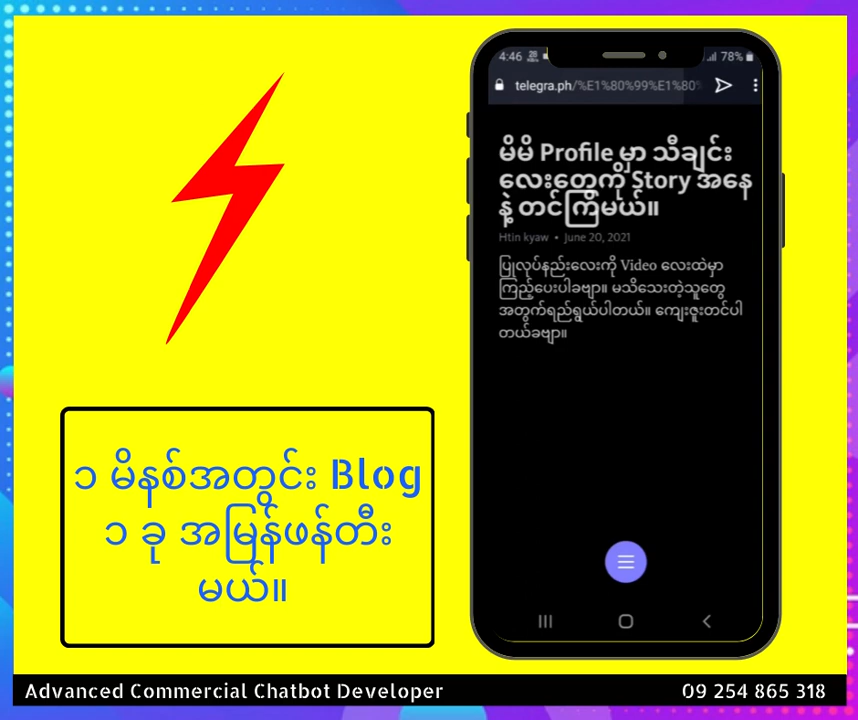 4:46 78%
telegra.ph/%E1%80%99%E1%80%
မိမိ Profile မှာ သီချင်း
လေးတွေကို Story အနေ
နဲ့ တင်ကြမယ်။
Htin kyaw • June 20, 2021
ပြုလုပ်နည်းလေးကို Video လေးထဲမှာ
ကြည့်ပေးပါခဗျာ။ မသိသေးတဲ့သူတွေ
အတွက်ရည်ရွယ်ပါတယ်။ ကျေးဇူးတင်ပါ
တယ်ခဗျာ။
၁ မိနစ်အတွင်း Blog
၁ ခု အမြန်ဖန်တီး
မယ်။
Advanced Commercial Chatbot Developer
09 254 865 318